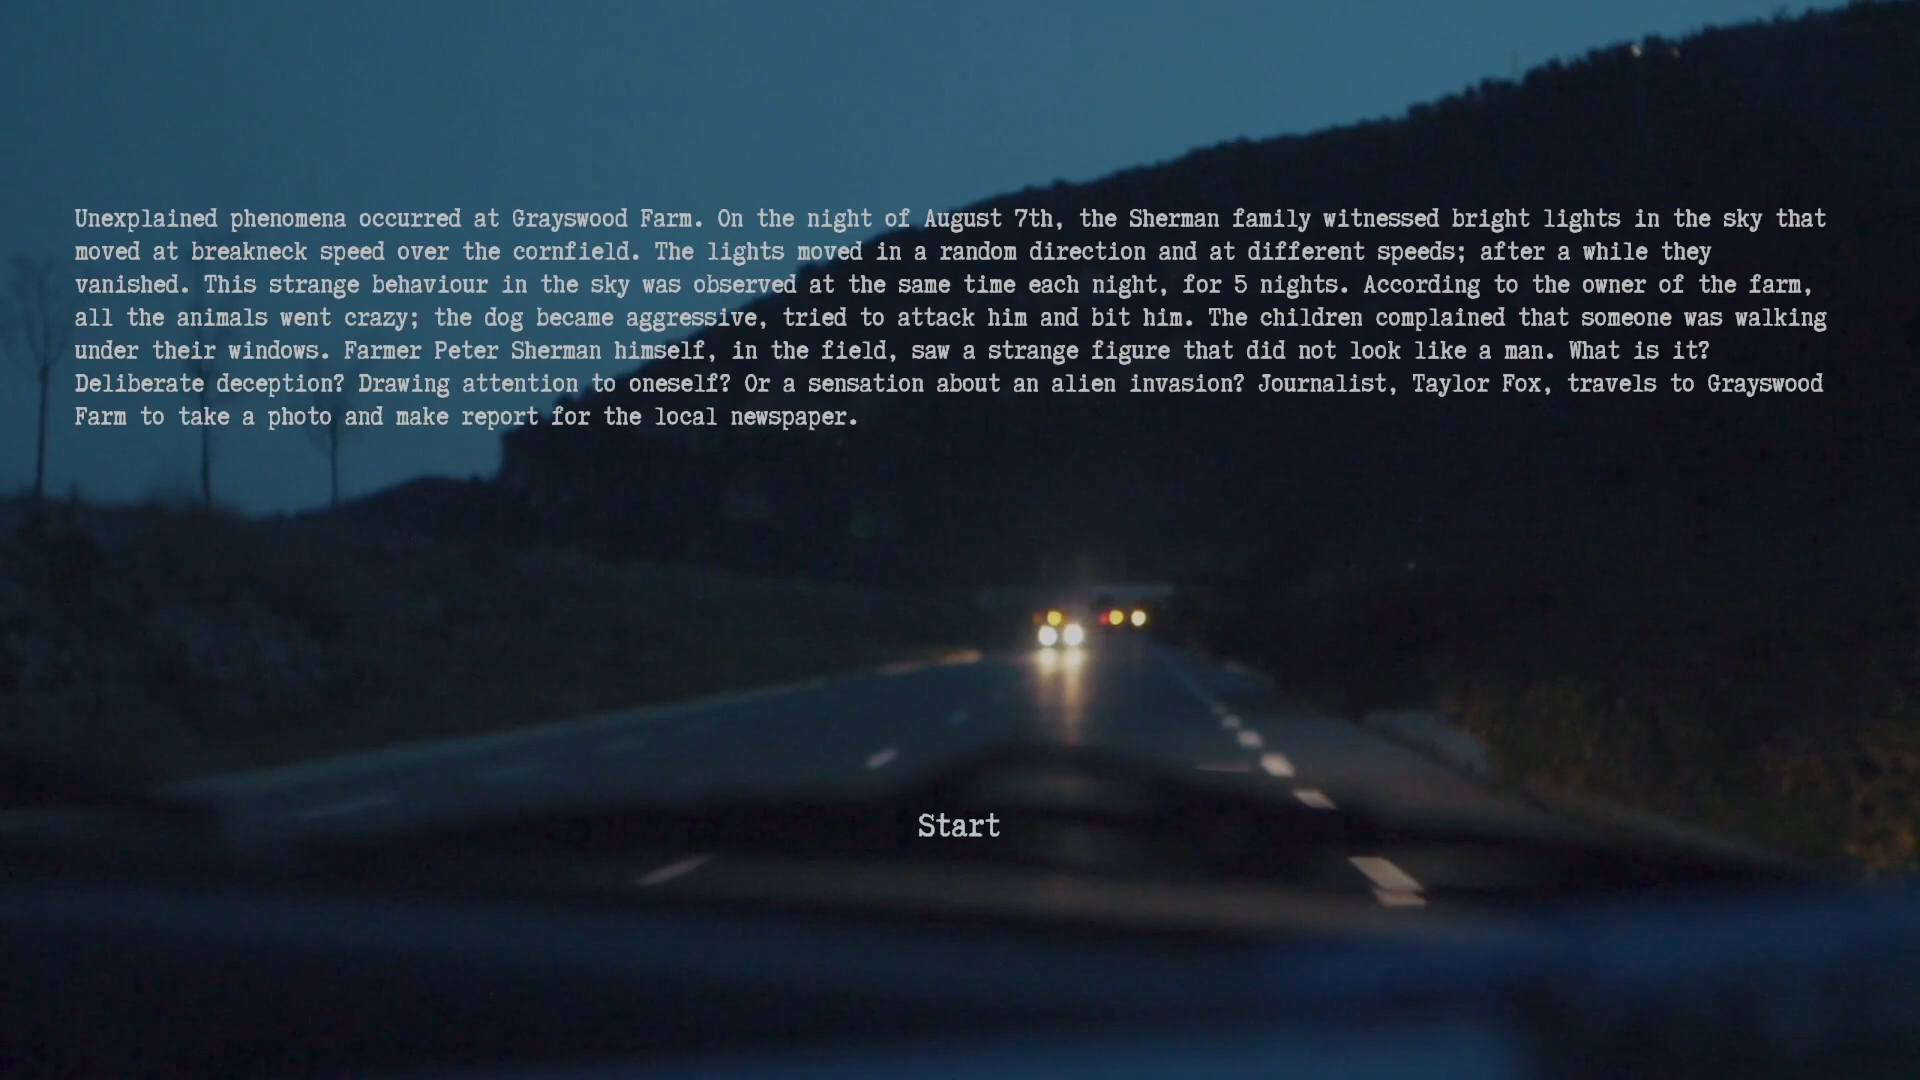 Unexplained phenomena occurred at Grayswood Farm. On the night of August 7th, the Sherman family witnessed bright lights in the sky that
moved at breakneck speed over the cornfield. The lights moved in a random direction and at different speeds; after a while they
vanished. This strange behaviour in the sky was observed at the same time each night, for 5 nights. According to the owner of the farm,
all the animals went crazy; the dog became aggressive, tried to attack him and bit him. The children complained that someone was walking
under their windows. Farmer Peter Sherman himself, in the field, saw a strange figure that did not look like a man. What is it?
Deliberate deception? Drawing attention to oneself? Or a sensation about an alien invasion? Journalist, Taylor Fox, travels to Grayswood
Farm to take a photo and make report for the local newspaper.
Start